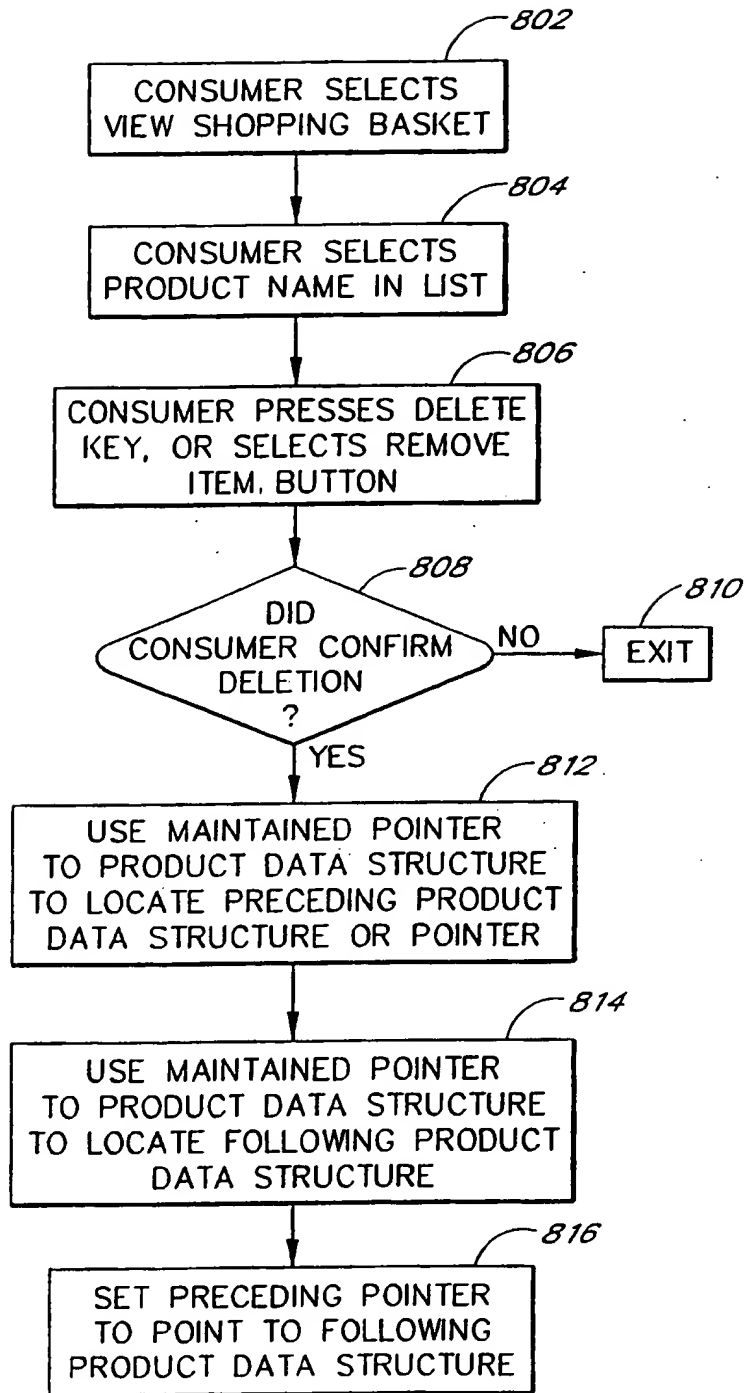 802
CONSUMER SELECTS
VIEW SHOPPING BASKET
804
CONSUMER SELECTS
PRODUCT NAME IN LIST
806
CONSUMER PRESSES DELETE
KEY, OR SELECTS REMOVE
ITEM. BUTTON
808
DID
CONSUMER CONFIRM
DELETION
?
NO
810
EXIT
YES
812
USE MAINTAINED POINTER
TO PRODUCT DATA STRUCTURE
TO LOCATE PRECEDING PRODUCT
DATA STRUCTURE OR POINTER
814
USE MAINTAINED POINTER
TO PRODUCT DATA STRUCTURE
TO LOCATE FOLLOWING PRODUCT
DATA STRUCTURE
816
SET PRECEDING POINTER
TO POINT TO FOLLOWING
PRODUCT DATA STRUCTURE